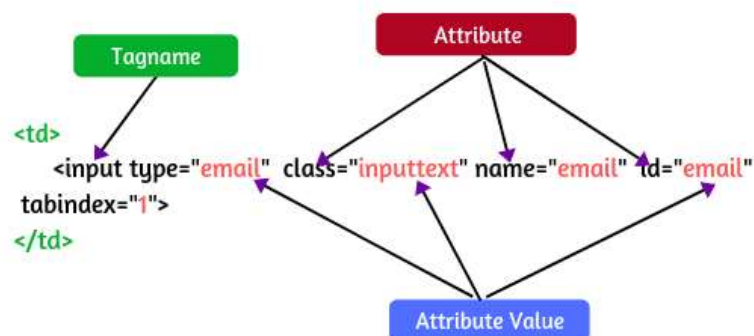 Attribute
Tagname
<td>
<input type="email" class="inputtext" name="email" id="email"
tabindex="1">
</td>
Attribute Value